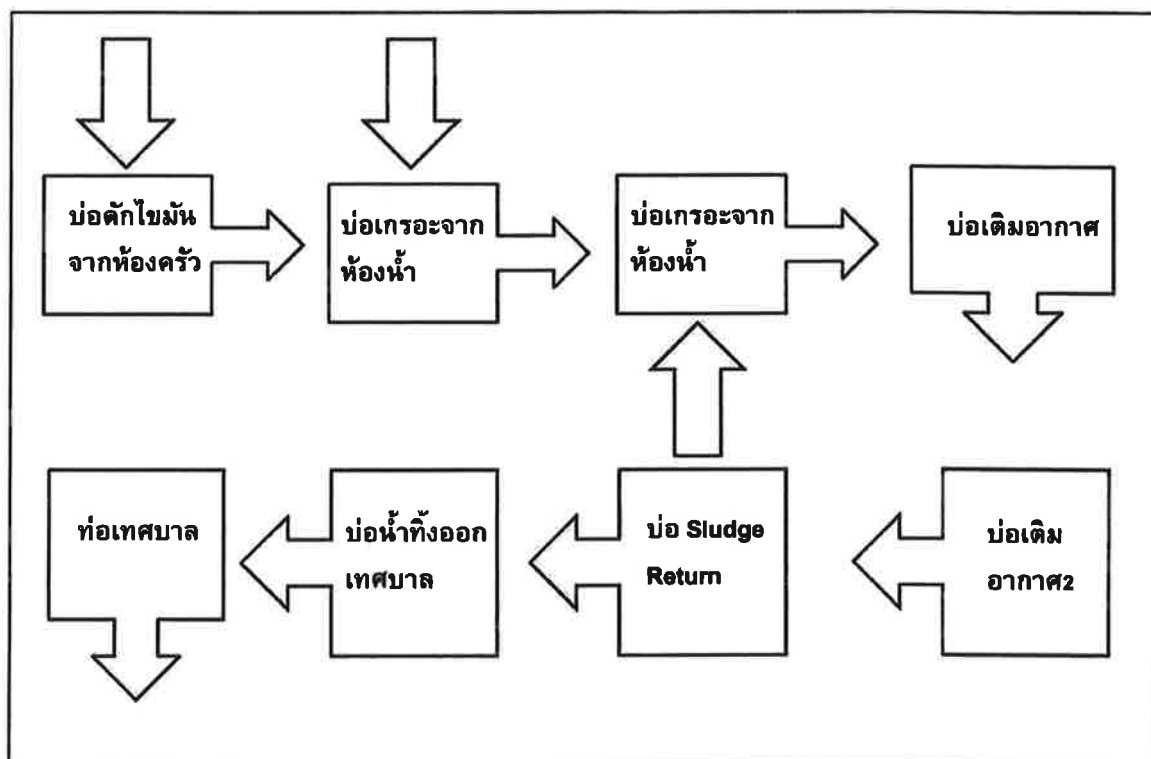 บ่อดักไขมัน
จากห้องครัว
บ่อเกรอะจาก
ห้องน้ำ
บ่อเกรอะจาก
ห้องน้ำ
บ่อเติมอากาศ
ท่อเทศบาล
บ่อน้ำทิ้งออก
เทศบาล
บ่อ Sludge
Return
บ่อเติม
อากาศ2